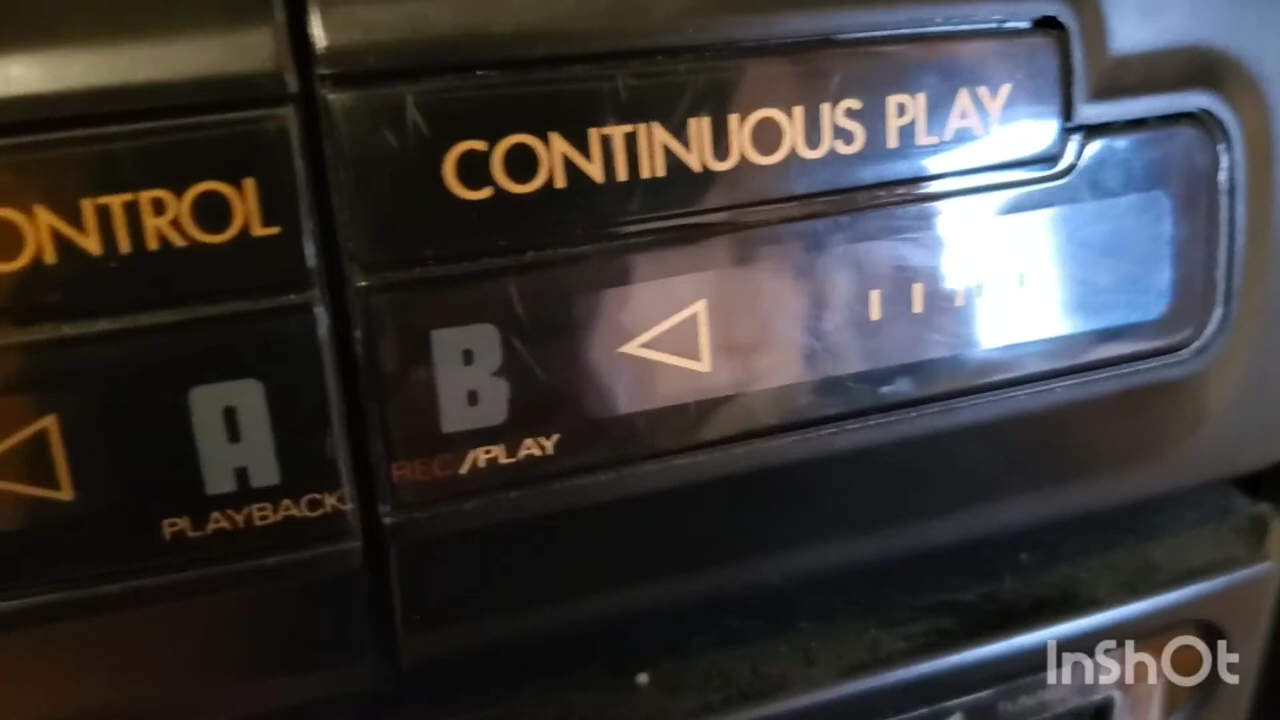 CONTINUOUS PLAY
ONTROL
A
PLAYBACK
B
REC/PLAY
InShOt